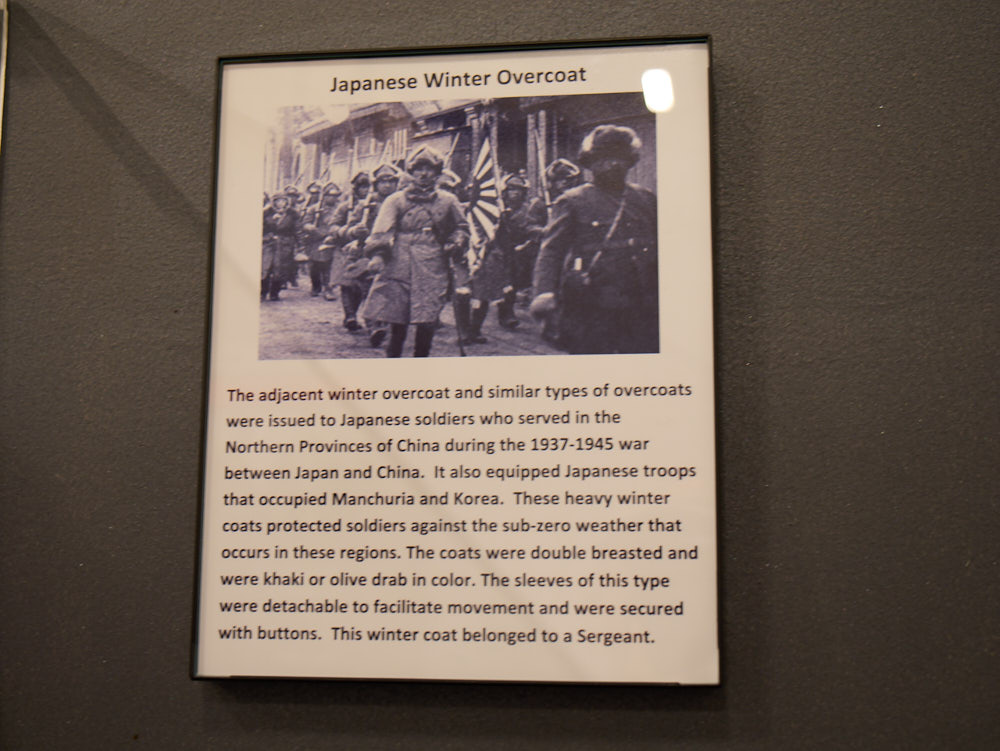 Japanese Winter Overcoat
The adjacent winter overcoat and similar types of overcoats
were issued to Japanese soldiers who served in the
Northern Provinces of China during the 1937-1945 war
between Japan and China.  It also equipped Japanese troops
that occupied Manchuria and Korea.  These heavy winter
coats protected soldiers against the sub-zero weather that
occurs in these regions. The coats were double breasted and
were khaki or olive drab in color. The sleeves of this type
were detachable to facilitate movement and were secured
with buttons.  This winter coat belonged to a Sergeant.